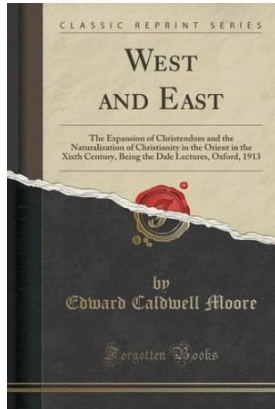 CLASSIC REPRINT SERIES
WEST
AND EAST
The Expansion of Christendom and the
Naturalization of Christianity in the Orient in the
Xixth Century, Being the Dale Lectures, Oxford, 1913
by
Edward Caldwell Moore
Forgotten Books